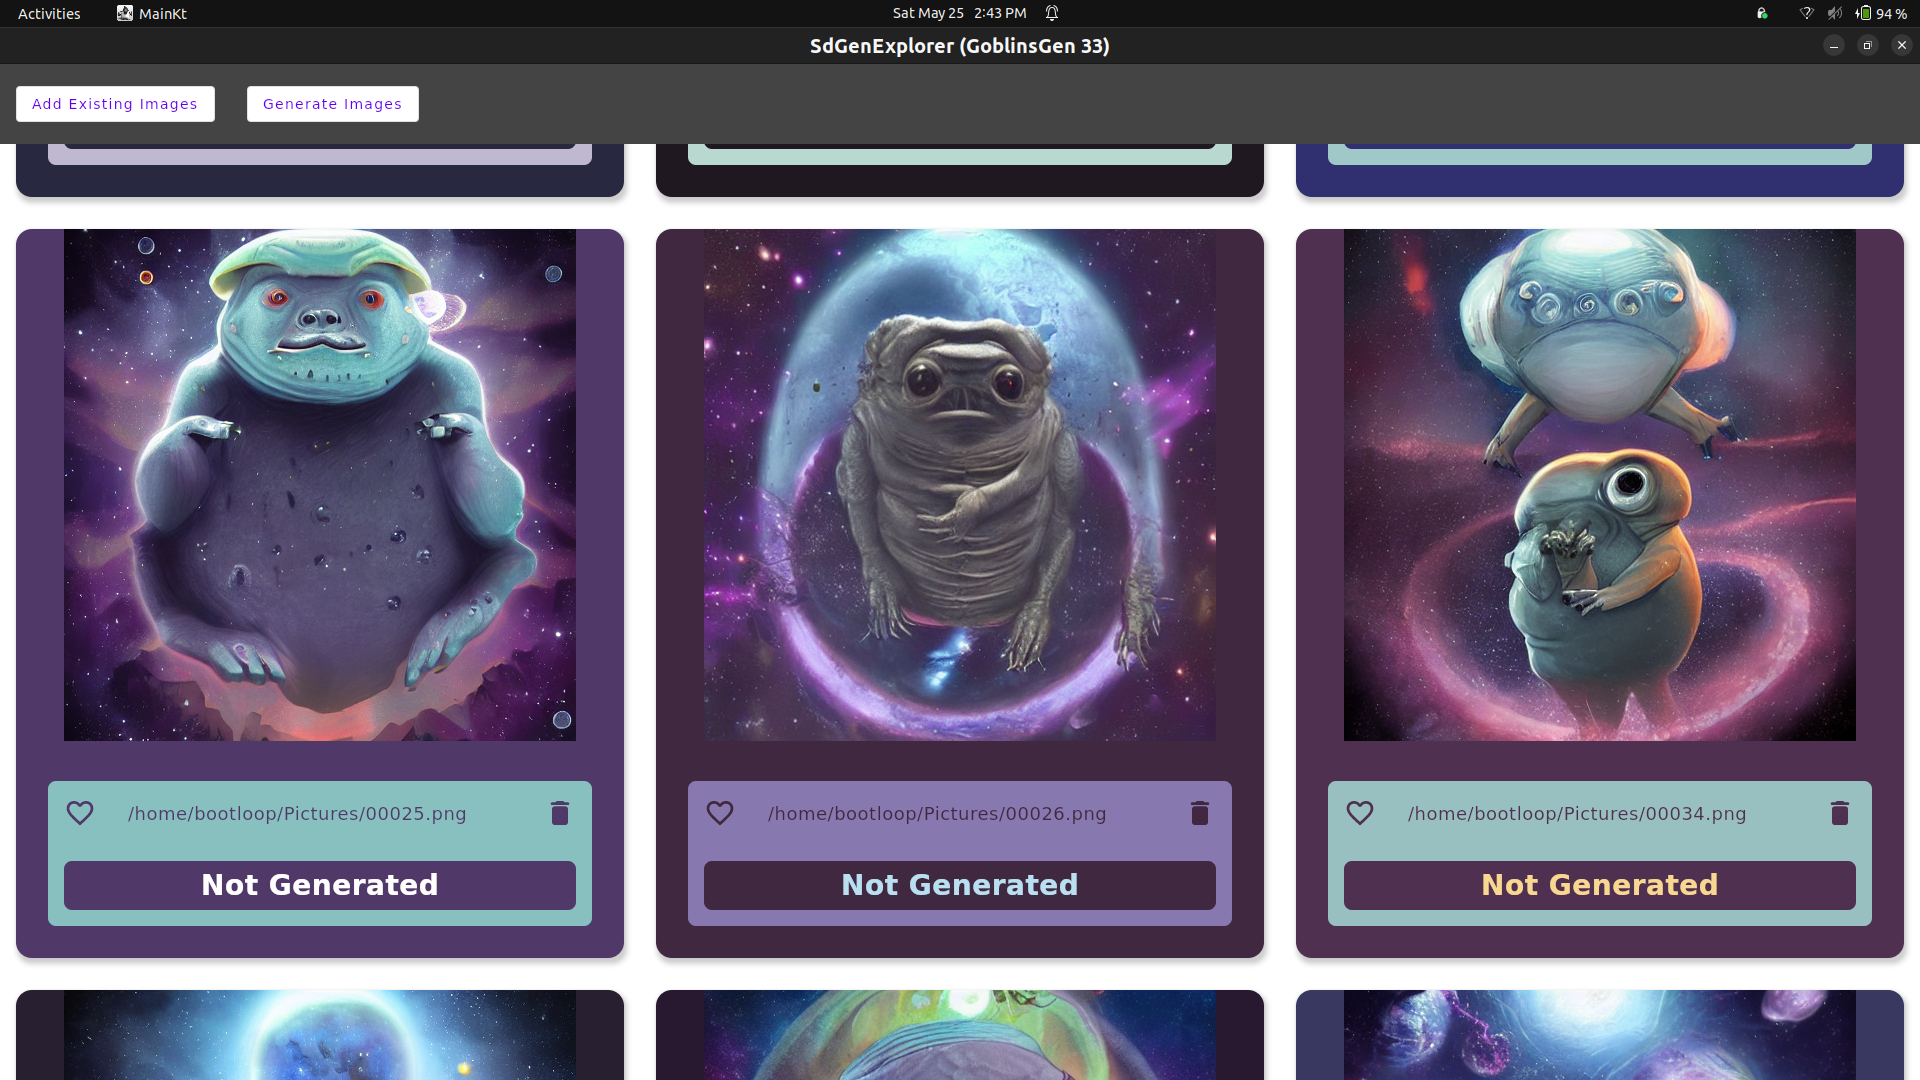 Activities MainKt Sat May 25 2:43 PM 94 %
SdGenExplorer (GoblinsGen 33)
Add Existing Images Generate Images
/home/bootloop/Pictures/00025.png /home/bootloop/Pictures/00026.png /home/bootloop/Pictures/00034.png
Not Generated Not Generated Not Generated